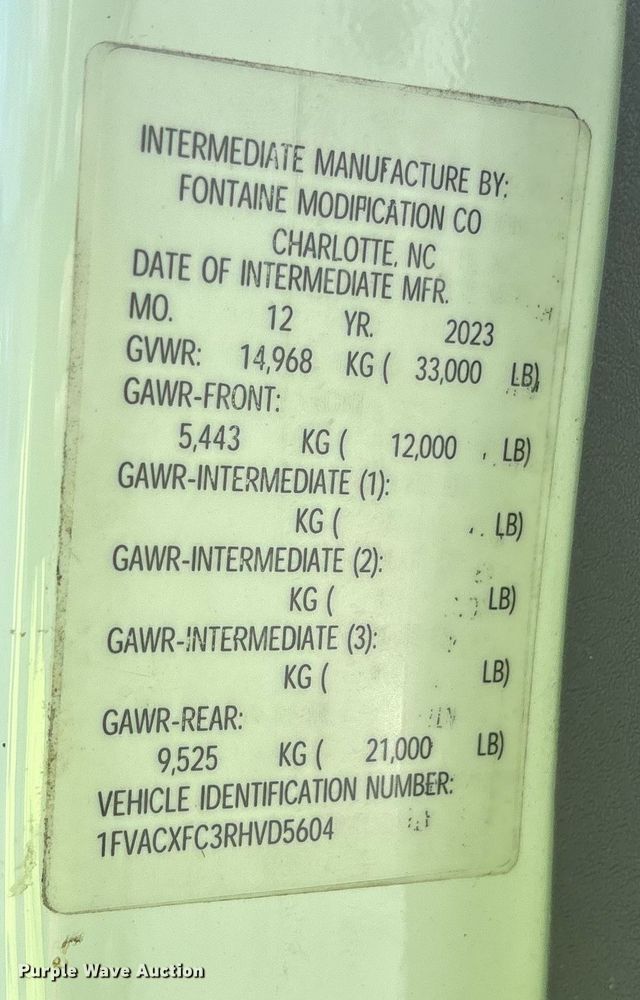 INTERMEDIATE MANUFACTURE BY:
FONTAINE MODIFICATION CO
CHARLOTTE, NC
DATE OF INTERMEDIATE MFR.
MO. 12 YR. 2023
GVWR: 14,968 KG ( 33,000 LB)
GAWR-FRONT:
5,443 KG ( 12,000 LB)
GAWR-INTERMEDIATE (1):
KG ( LB)
GAWR-INTERMEDIATE (2):
KG ( LB)
GAWR-INTERMEDIATE (3):
KG ( LB)
GAWR-REAR:
9,525 KG ( 21,000 LB)
VEHICLE IDENTIFICATION NUMBER:
1FVACXFC3RHVD5604
Purple Wave Auction